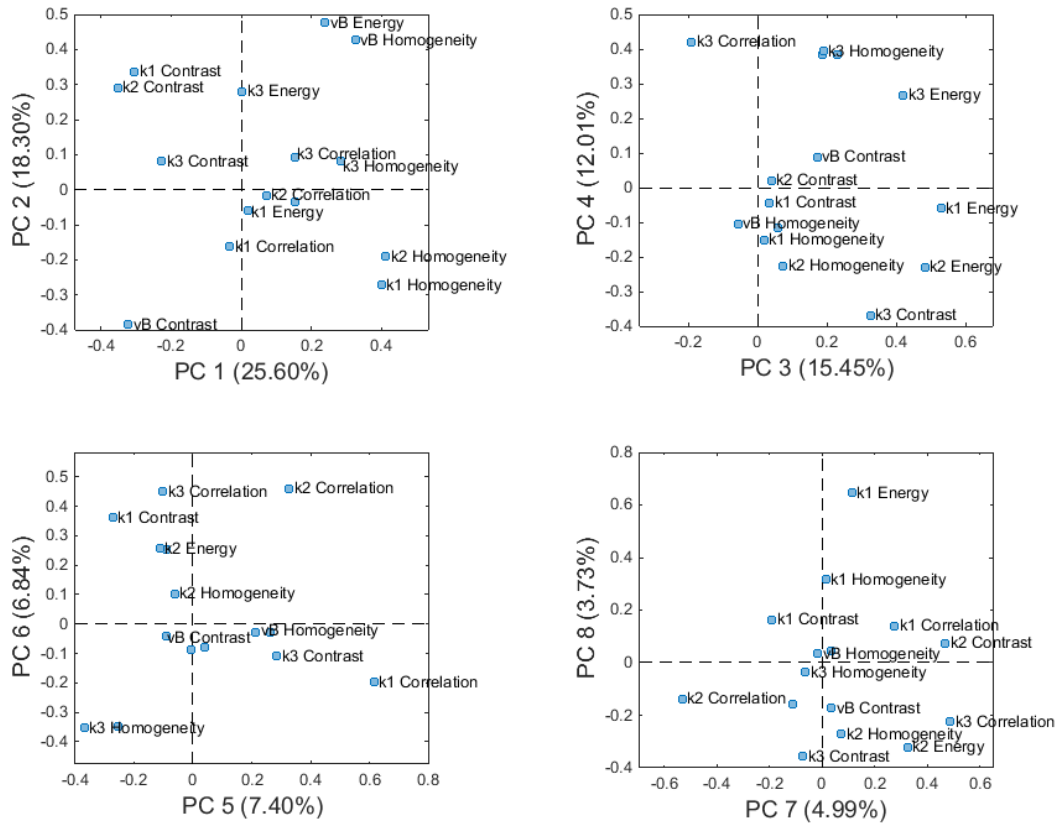 0.5
0.4
0.3
0.2
0.1
0
-0.1
-0.2
-0.3
-0.4
PC 2 (18.30%)
vB Energy
vB Homogeneity
k1 Contrast
k2 Contrast
k3 Energy
k3 Contrast
k3 Correlation
k3 Homogeneity
k2 Correlation
k1 Energy
k1 Correlation
k2 Homogeneity
k1 Homogeneity
vB Contrast
-0.4 -0.2 0 0.2 0.4
PC 1 (25.60%)
0.4
0.3
0.2
0.1
0
-0.1
-0.2
-0.3
-0.4
PC 4 (12.01%)
k3 Correlation
k3 Homogeneity
k3 Energy
vB Contrast
k2 Contrast
k1 Contrast
k1 Energy
vB Homogeneity
k1 Homogeneity
k2 Homogeneity
k2 Energy
k3 Contrast
-0.2 0 0.2 0.4 0.6
PC 3 (15.45%)
0.5
0.4
0.3
0.2
0.1
0
-0.1
-0.2
-0.3
-0.4
PC 6 (6.84%)
k3 Correlation
k2 Correlation
k1 Contrast
k2 Energy
k2 Homogeneity
vB Contrast
vB Homogeneity
k3 Contrast
k1 Correlation
k3 Homogeneity
-0.4 -0.2 0 0.2 0.4 0.6 0.8
PC 5 (7.40%)
0.8
0.6
0.4
0.2
0
-0.2
-0.4
PC 8 (3.73%)
k1 Energy
k1 Homogeneity
k1 Contrast
k1 Correlation
k2 Contrast
vB Homogeneity
k3 Homogeneity
k2 Correlation
vB Contrast
k3 Correlation
k2 Homogeneity
k2 Energy
k3 Contrast
-0.6 -0.4 -0.2 0 0.2 0.4 0.6
PC 7 (4.99%)